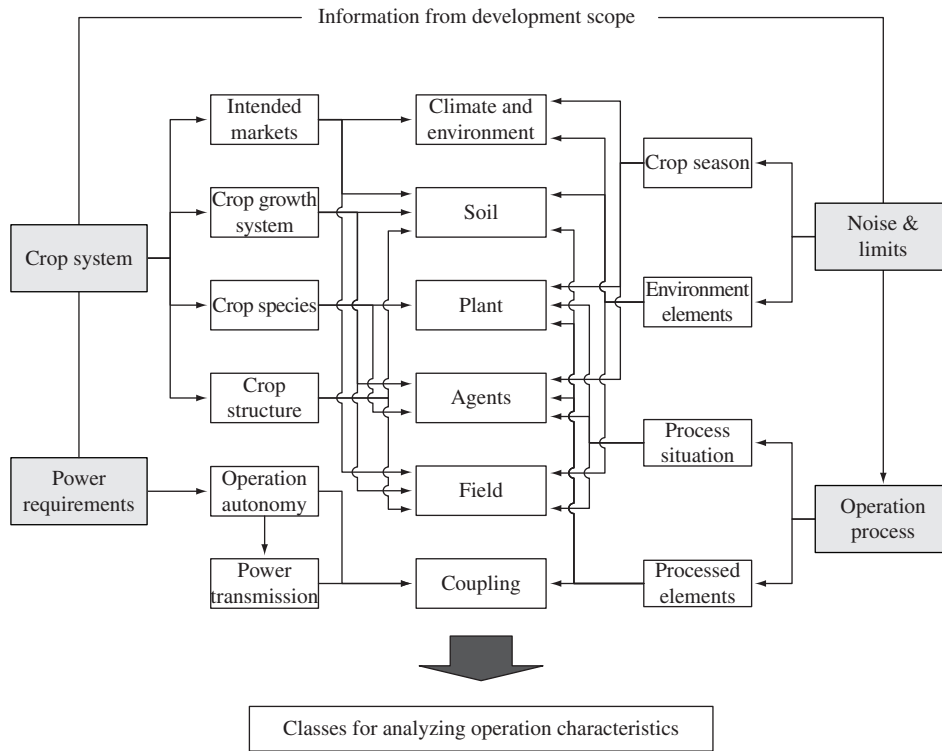 Information from development scope
Intended
markets
Climate and
environment
Crop season
Crop growth
system
Soil
Noise &
limits
Crop system
Crop species
Plant
Environment
elements
Crop
structure
Agents
Process
situation
Power
requirements
Operation
autonomy
Field
Operation
process
Power
transmission
Coupling
Processed
elements
Classes for analyzing operation characteristics